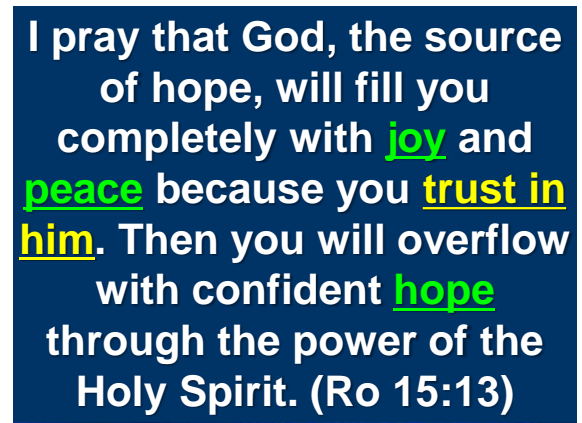 I pray that God, the source
of hope, will fill you
completely with joy and
peace because you trust in
him. Then you will overflow
with confident hope
through the power of the
Holy Spirit. (Ro 15:13)